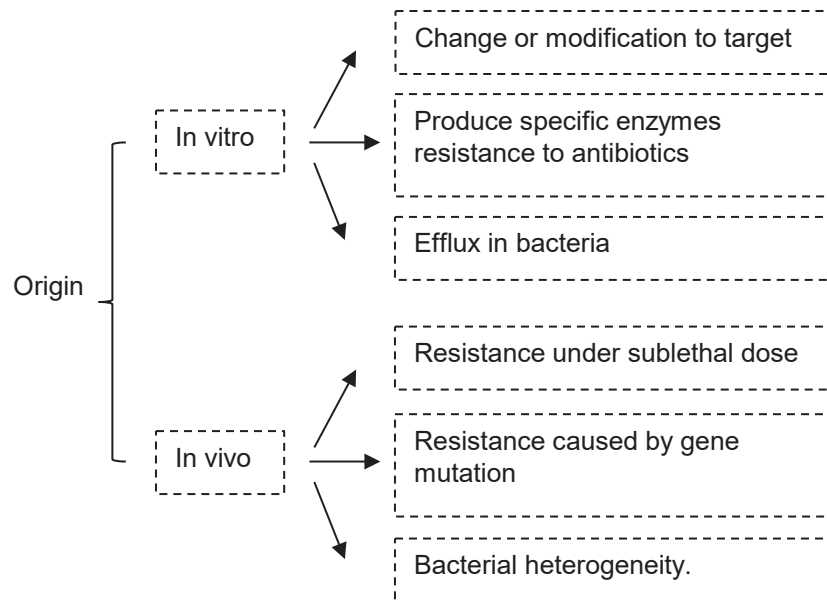 Change or modification to target
In vitro
Produce specific enzymes
resistance to antibiotics
Efflux in bacteria
Origin
Resistance under sublethal dose
In vivo
Resistance caused by gene
mutation
Bacterial heterogeneity.